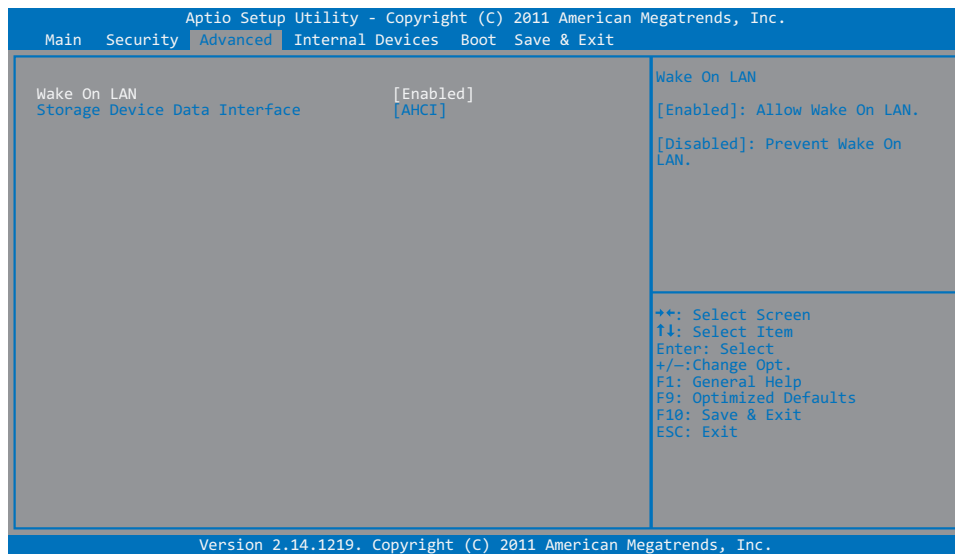 Aptio Setup Utility - Copyright (C) 2011 American Megatrends, Inc.
Main Security Advanced Internal Devices Boot Save & Exit
Wake On LAN [Enabled]
Storage Device Data Interface [AHCI]
Wake On LAN
[Enabled]: Allow Wake On LAN.
[Disabled]: Prevent Wake On
LAN.
→←: Select Screen
↑↓: Select Item
Enter: Select
+/—:Change Opt.
F1: General Help
F9: Optimized Defaults
F10: Save & Exit
ESC: Exit
Version 2.14.1219. Copyright (C) 2011 American Megatrends, Inc.